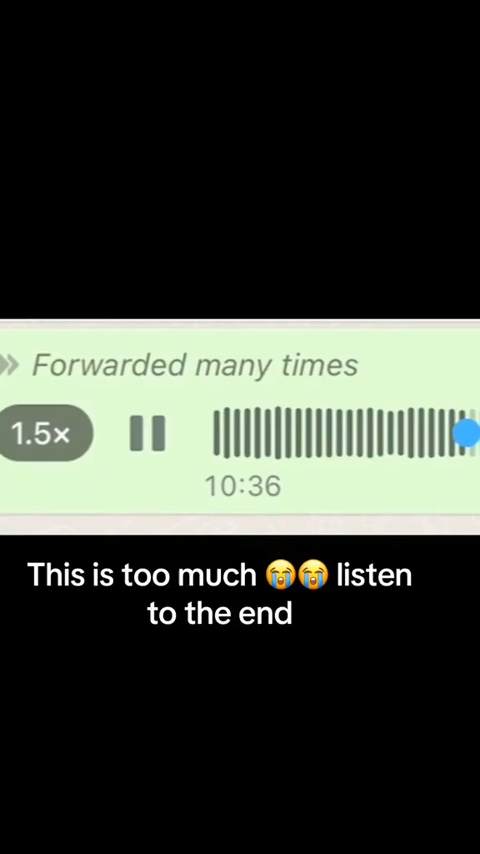 Forwarded many times
1.5×
10:36
This is too much 😭😭 listen
to the end